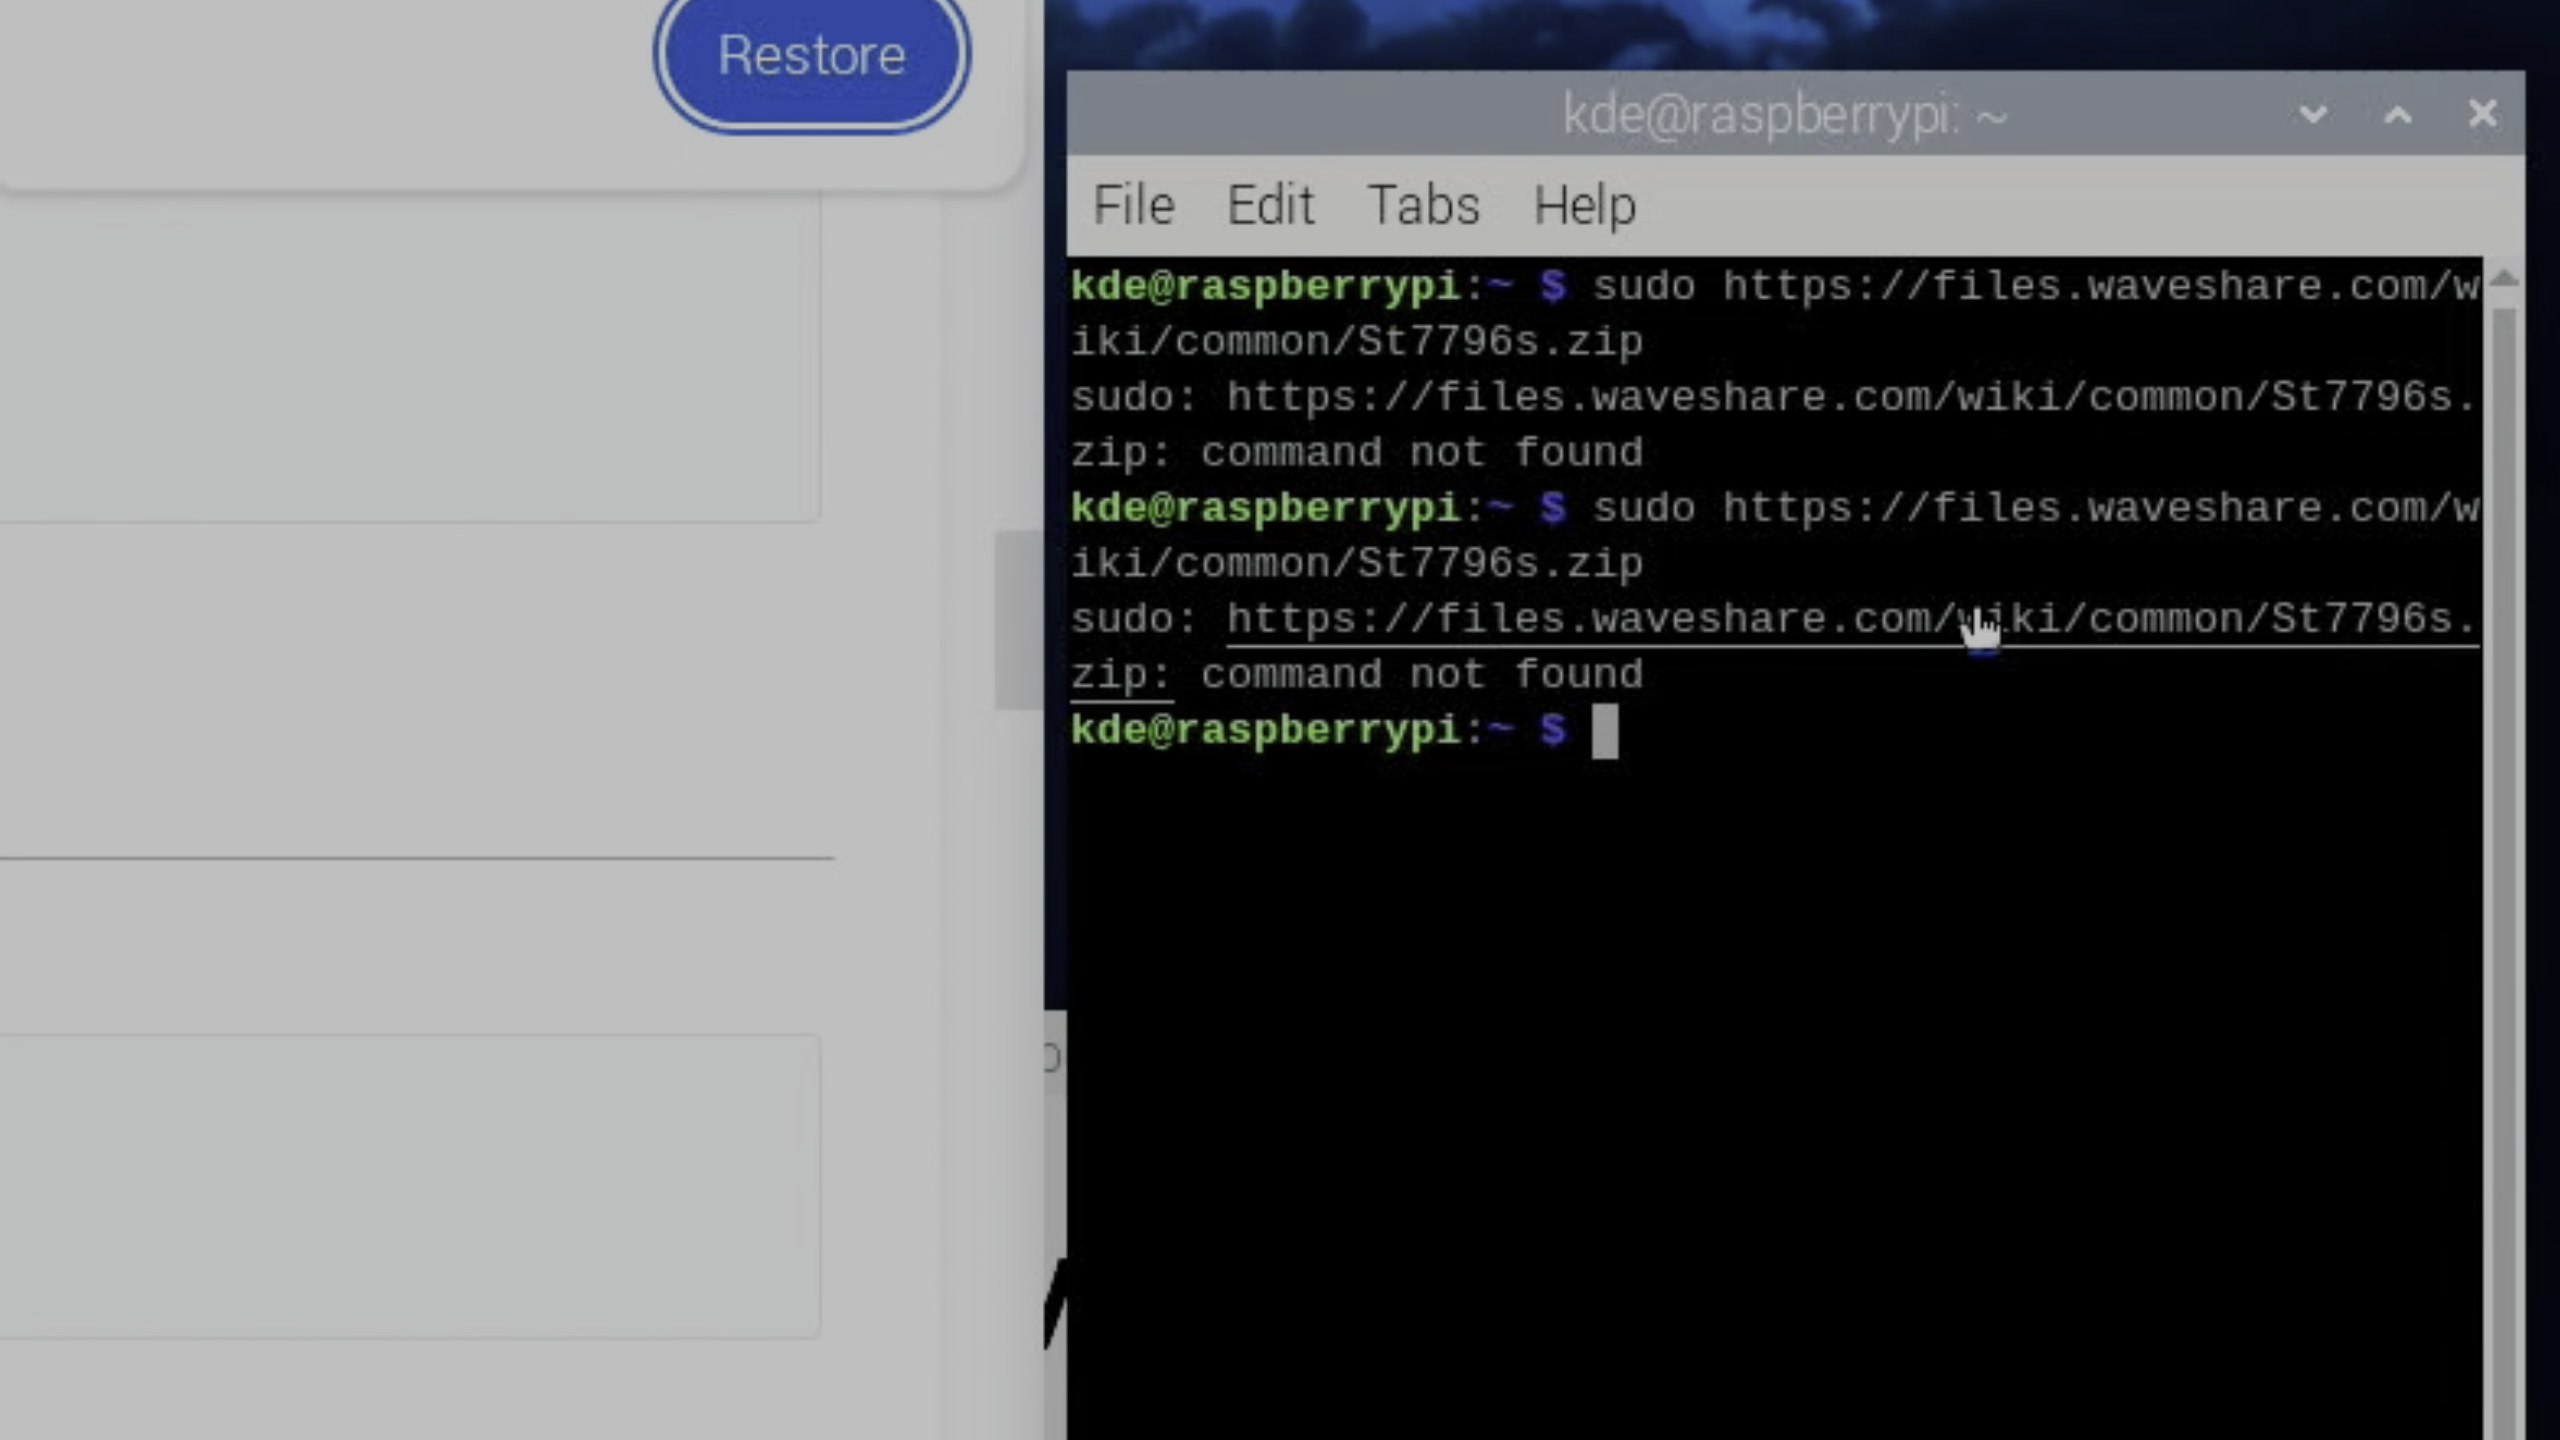 Restore
kde@raspberrypi: ~
File Edit Tabs Help
kde@raspberrypi:~ $ sudo https://files.waveshare.com/w
iki/common/St7796s.zip
sudo: https://files.waveshare.com/wiki/common/St7796s.
zip: command not found
kde@raspberrypi:~ $ sudo https://files.waveshare.com/w
iki/common/St7796s.zip
sudo: https://files.waveshare.com/wiki/common/St7796s.
zip: command not found
kde@raspberrypi:~ $